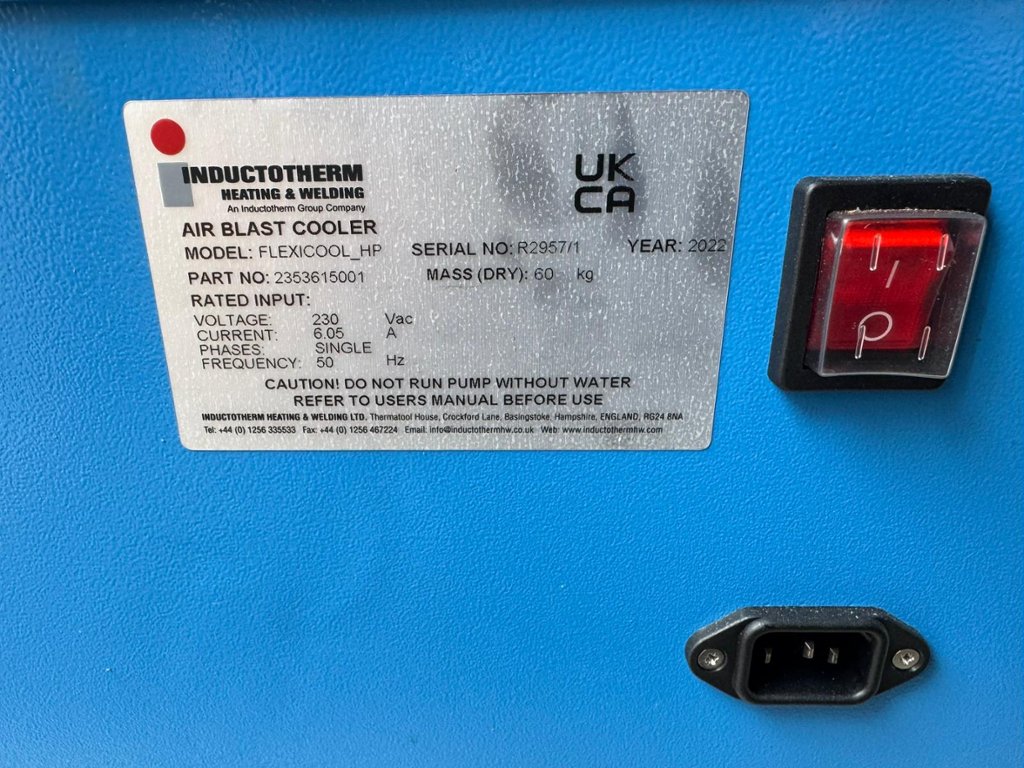 INDUCTOTHERM
HEATING & WELDING
An Inductotherm Group Company
UK
CA
AIR BLAST COOLER
MODEL: FLEXICOOL_HP SERIAL NO: R2957/1 YEAR: 2022
PART NO: 2353615001 MASS (DRY): 60 kg
RATED INPUT:
VOLTAGE: 230 Vac
CURRENT: 6.05 A
PHASES: SINGLE
FREQUENCY: 50 Hz
CAUTION! DO NOT RUN PUMP WITHOUT WATER
REFER TO USERS MANUAL BEFORE USE
INDUCTOTHERM HEATING & WELDING LTD. Thermatool House, Crockford Lane, Basingstoke, Hampshire, ENGLAND, RG24 8NA
Tel: +44 (0) 1256 335533 Fax: +44 (0) 1256 467224 Email: info@inductothermhw.co.uk Web: www.inductothermhw.com